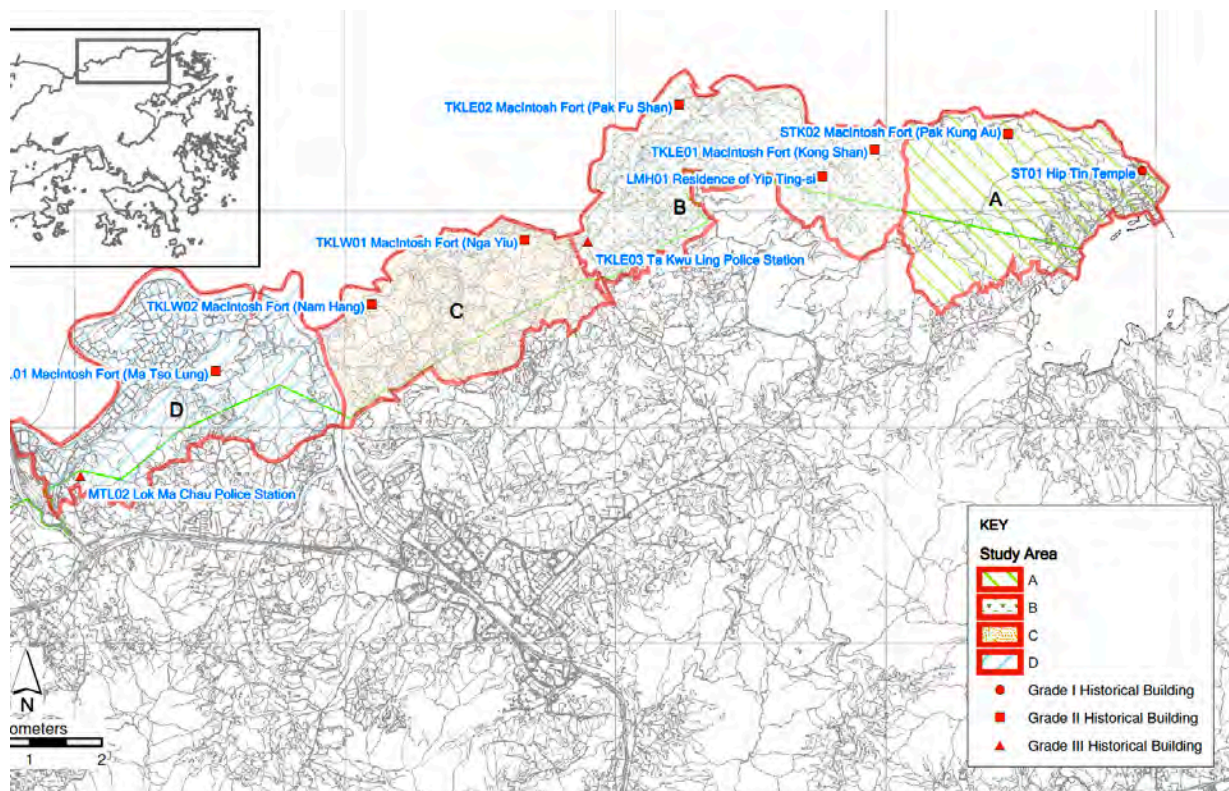 TKLE02 MacIntosh Fort (Pak Fu Shan)
STK02 MacIntosh Fort (Pak Kung Au)
TKLE01 MacIntosh Fort (Kong Shan)
LMH01 Residence of Yip Ting-si
ST01 Hip Tin Temple
A
B
TKLW01 MacIntosh Fort (Nga Yiu)
TKLE03 Ta Kwu Ling Police Station
TKLW02 MacIntosh Fort (Nam Hang)
C
01 MacIntosh Fort (Ma Tso Lung)
D
MTL02 Lok Ma Chau Police Station
KEY
Study Area
A
B
C
D
Grade I Historical Building
Grade II Historical Building
Grade III Historical Building
N
ometers
1 2